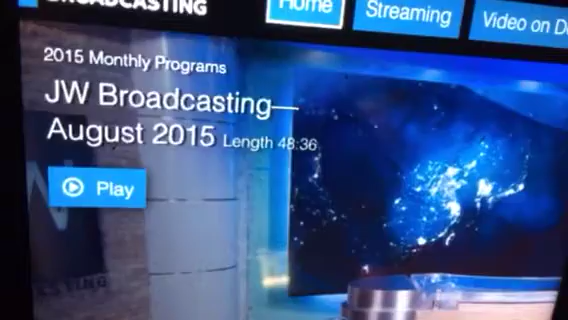 BROADCASTING
Home
Streaming
Video on D
2015 Monthly Programs
JW Broadcasting—
August 2015 Length 48:36
Play